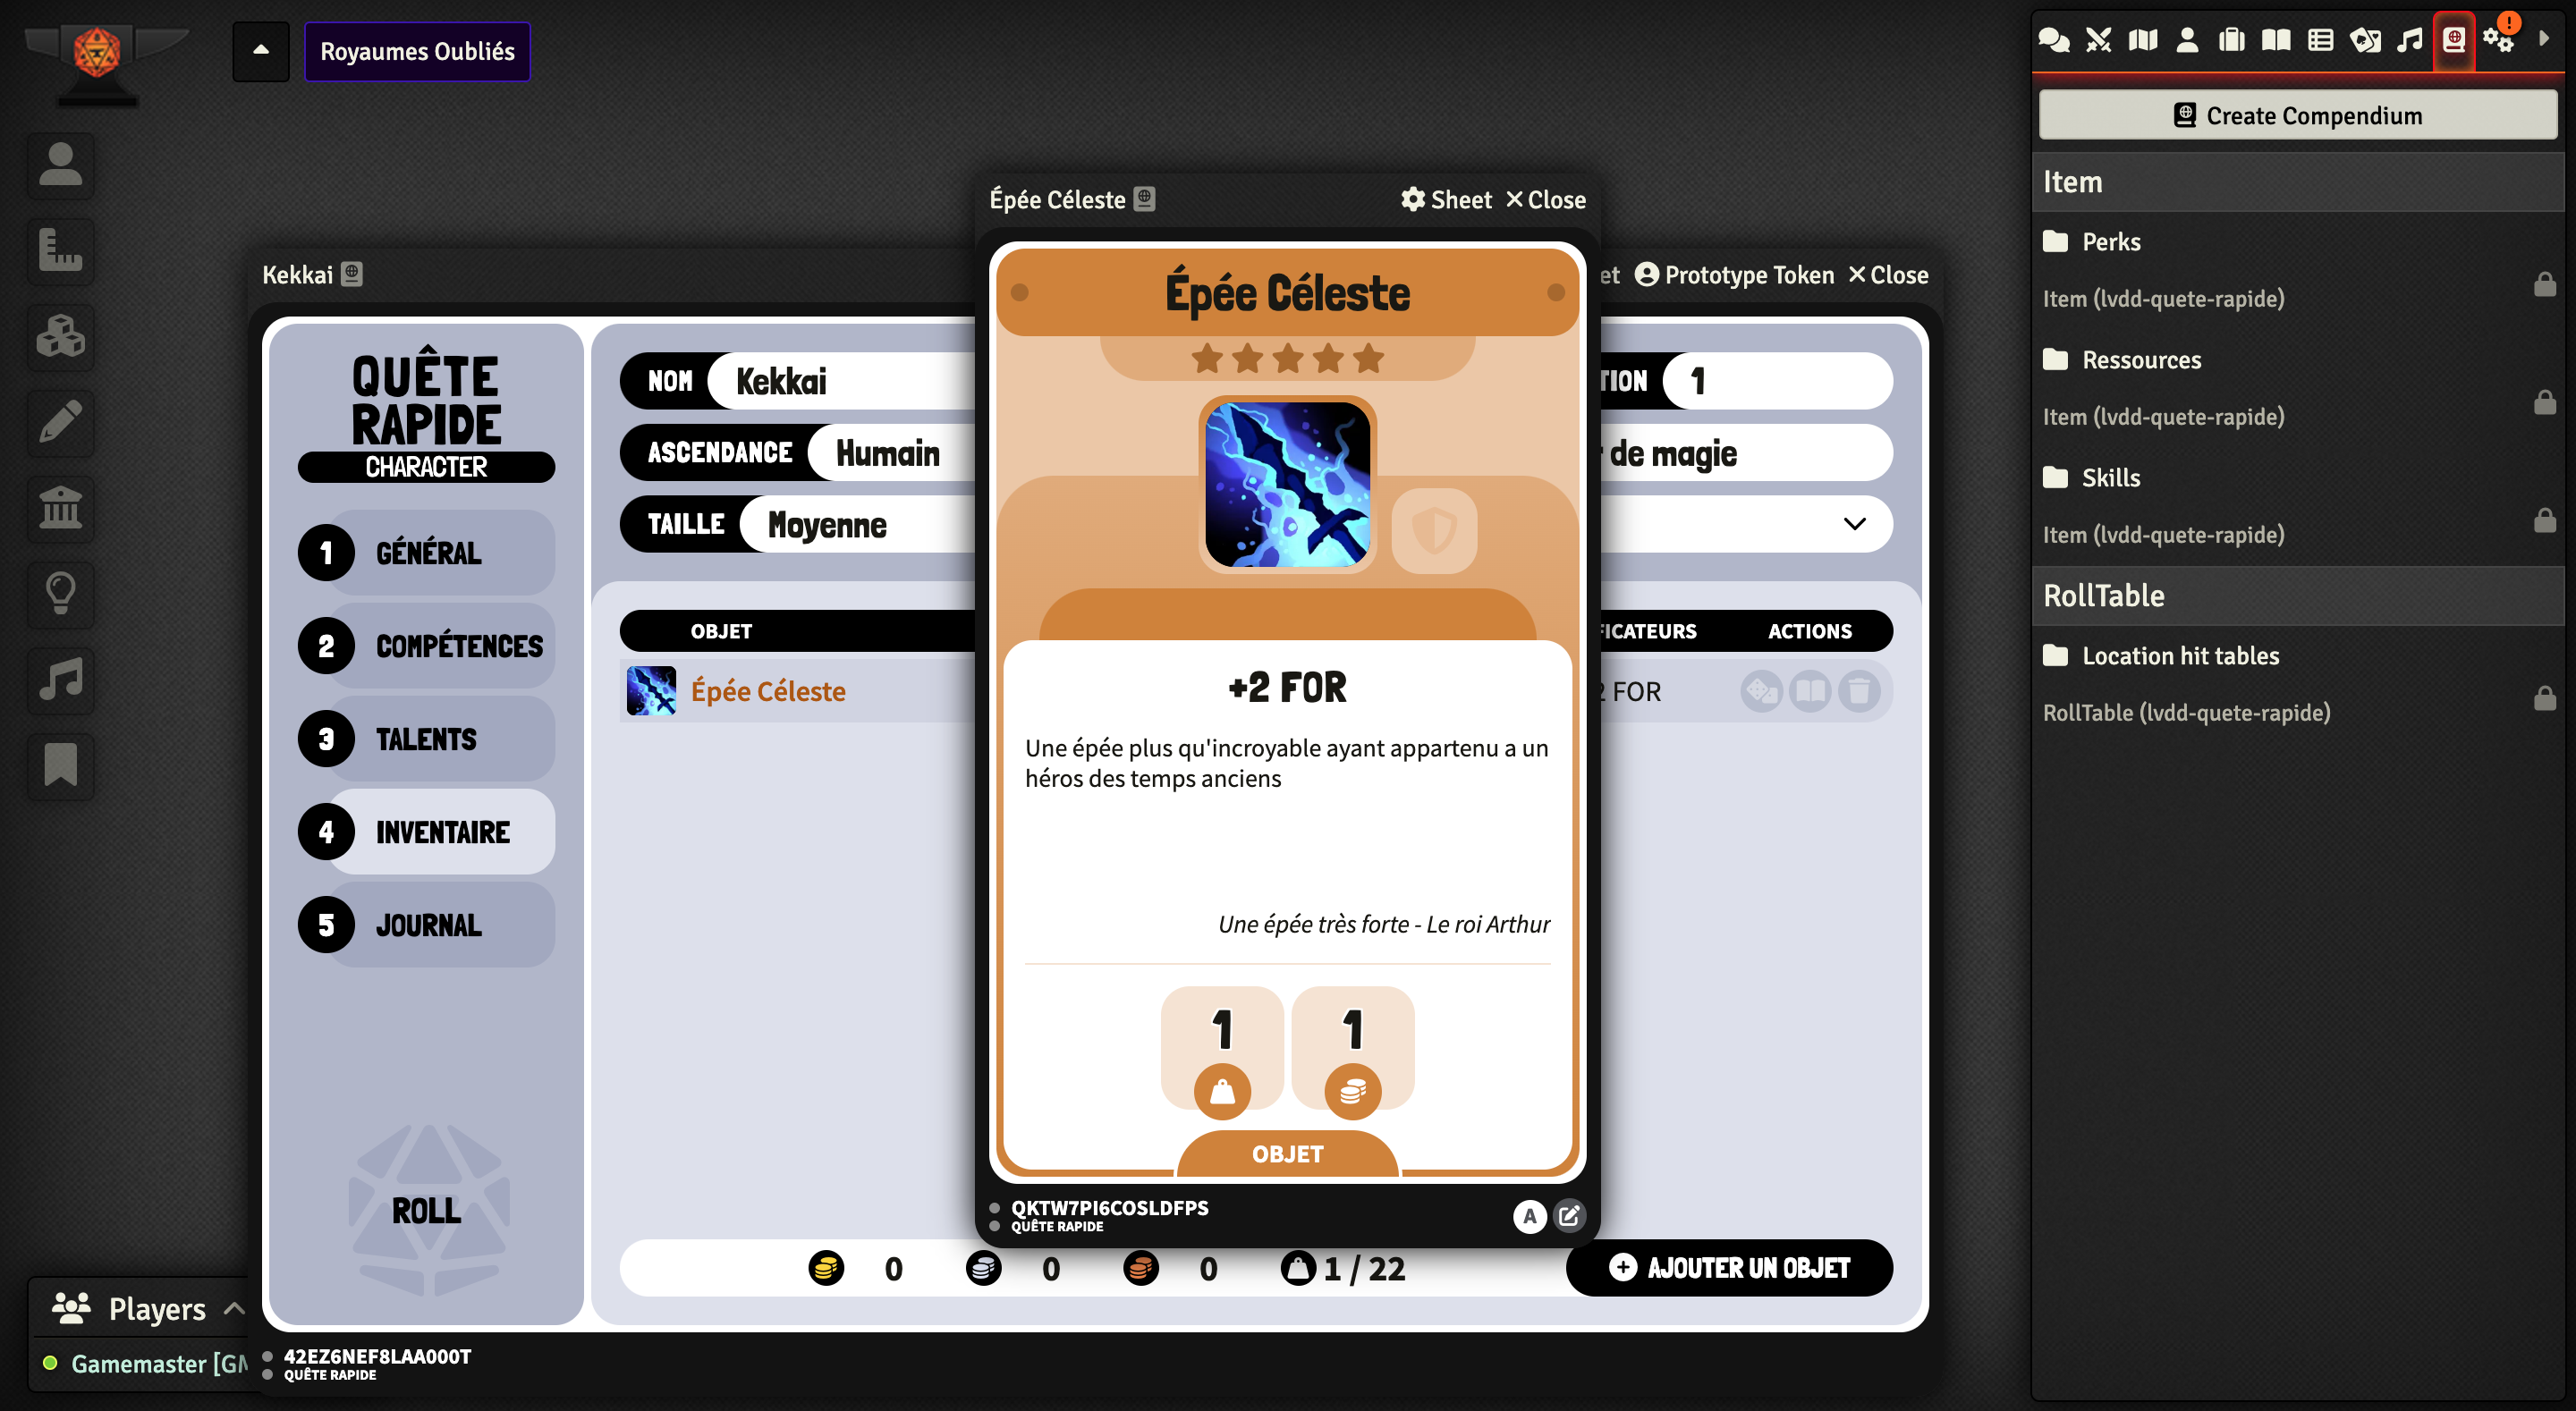 Royaumes Oubliés
Create Compendium
Item
Perks
Item (lvdd-quete-rapide)
Ressources
Item (lvdd-quete-rapide)
Skills
Item (lvdd-quete-rapide)
RollTable
Location hit tables
RollTable (lvdd-quete-rapide)
Kekkai
Prototype Token
Close
QUÊTE
RAPIDE
CHARACTER
1 GÉNÉRAL
2 COMPÉTENCES
3 TALENTS
4 INVENTAIRE
5 JOURNAL
ROLL
NOM Kekkai
1
ASCENDANCE Humain
de magie
TAILLE Moyenne
OBJET
ACTIONS
Épée Céleste
FOR
0 0 0 1 / 22
AJOUTER UN OBJET
42EZ6NEF8LAA000T
QUÊTE RAPIDE
Épée Céleste
Sheet
Close
Épée Céleste
+2 FOR
Une épée plus qu'incroyable ayant appartenu a un
héros des temps anciens
Une épée très forte - Le roi Arthur
1 1
OBJET
QKTW7PI6COSLDFPS
QUÊTE RAPIDE
A
Players
Gamemaster